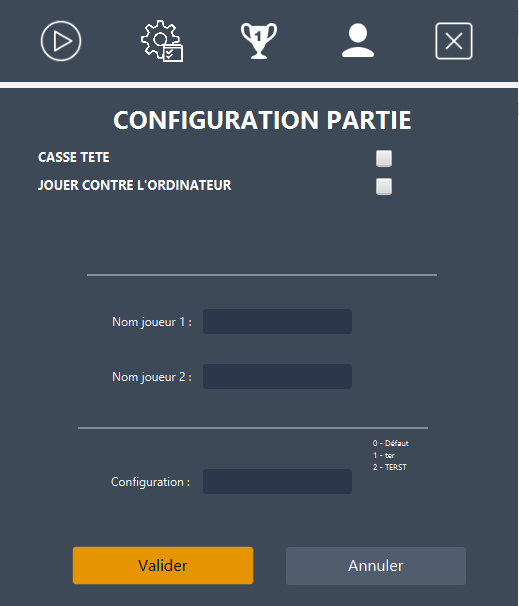 1
CONFIGURATION PARTIE
CASSE TETE
JOUER CONTRE L'ORDINATEUR
Nom joueur 1 :
Nom joueur 2 :
0 - Défaut
1 - ter
2 - TERST
Configuration :
Valider
Annuler